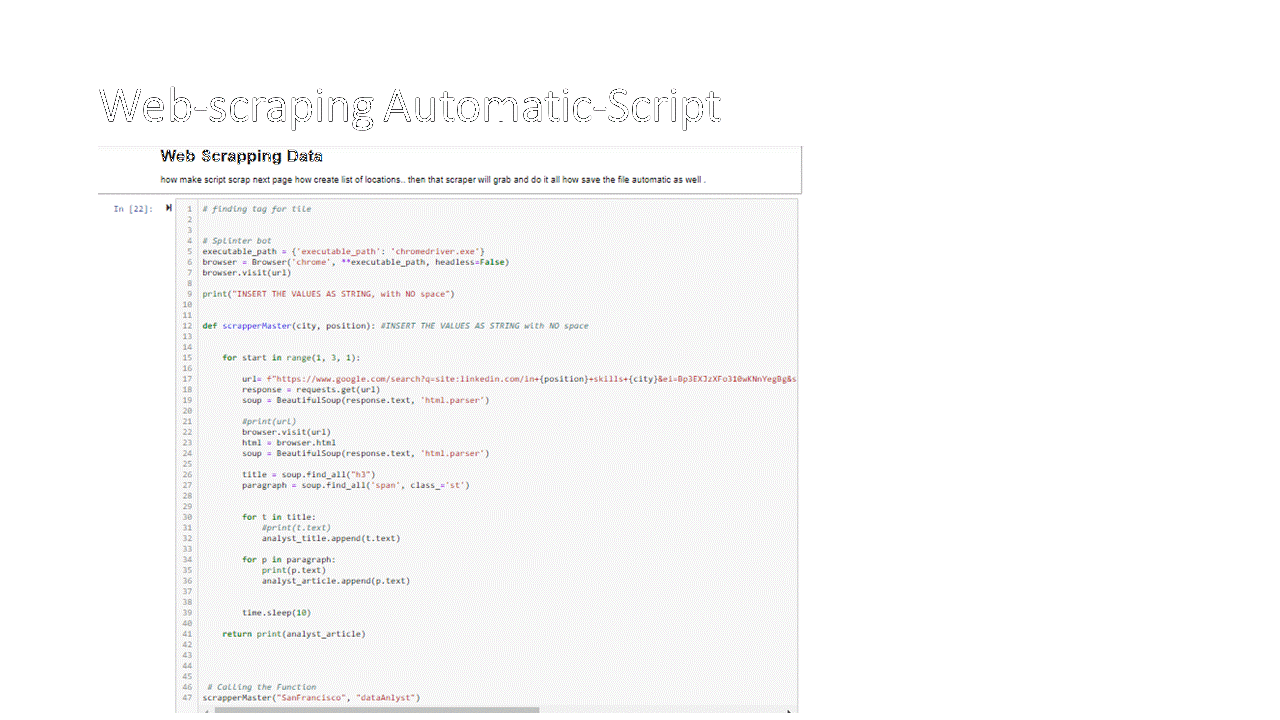 Web-scraping Automatic-Script
Web Scrapping Data
how make script scrap next page how create list of locations.. then that scraper will grab and do it all how save the file automatic as well .
In [22]:
1 # finding tag for tile
2
3
4 # Splinter bot
5 executable_path = {'executable_path': 'chromedriver.exe'}
6 browser = Browser('chrome', **executable_path, headless=False)
7 browser.visit(url)
8
9 print("INSERT THE VALUES AS STRING, with NO space")
10
11
12 def scrapperMaster(city, position): #INSERT THE VALUES AS STRING with NO space
13
14
15 for start in range(1, 3, 1):
16
17 url= f"https://www.google.com/search?q=site:linkedin.com/in+{position}+skills+{city}&ei=Bp3EXJzXFo310wKNnYegBg&s
18 response = requests.get(url)
19 soup = BeautifulSoup(response.text, 'html.parser')
20
21 #print(url)
22 browser.visit(url)
23 html = browser.html
24 soup = BeautifulSoup(response.text, 'html.parser')
25
26 title = soup.find_all("h3")
27 paragraph = soup.find_all('span', class_='st')
28
29
30 for t in title:
31 #print(t.text)
32 analyst_title.append(t.text)
33
34 for p in paragraph:
35 print(p.text)
36 analyst_article.append(p.text)
37
38
39 time.sleep(10)
40
41 return print(analyst_article)
42
43
44
45
46 # Calling the Function
47 scrapperMaster("SanFrancisco", "dataAnlyst")